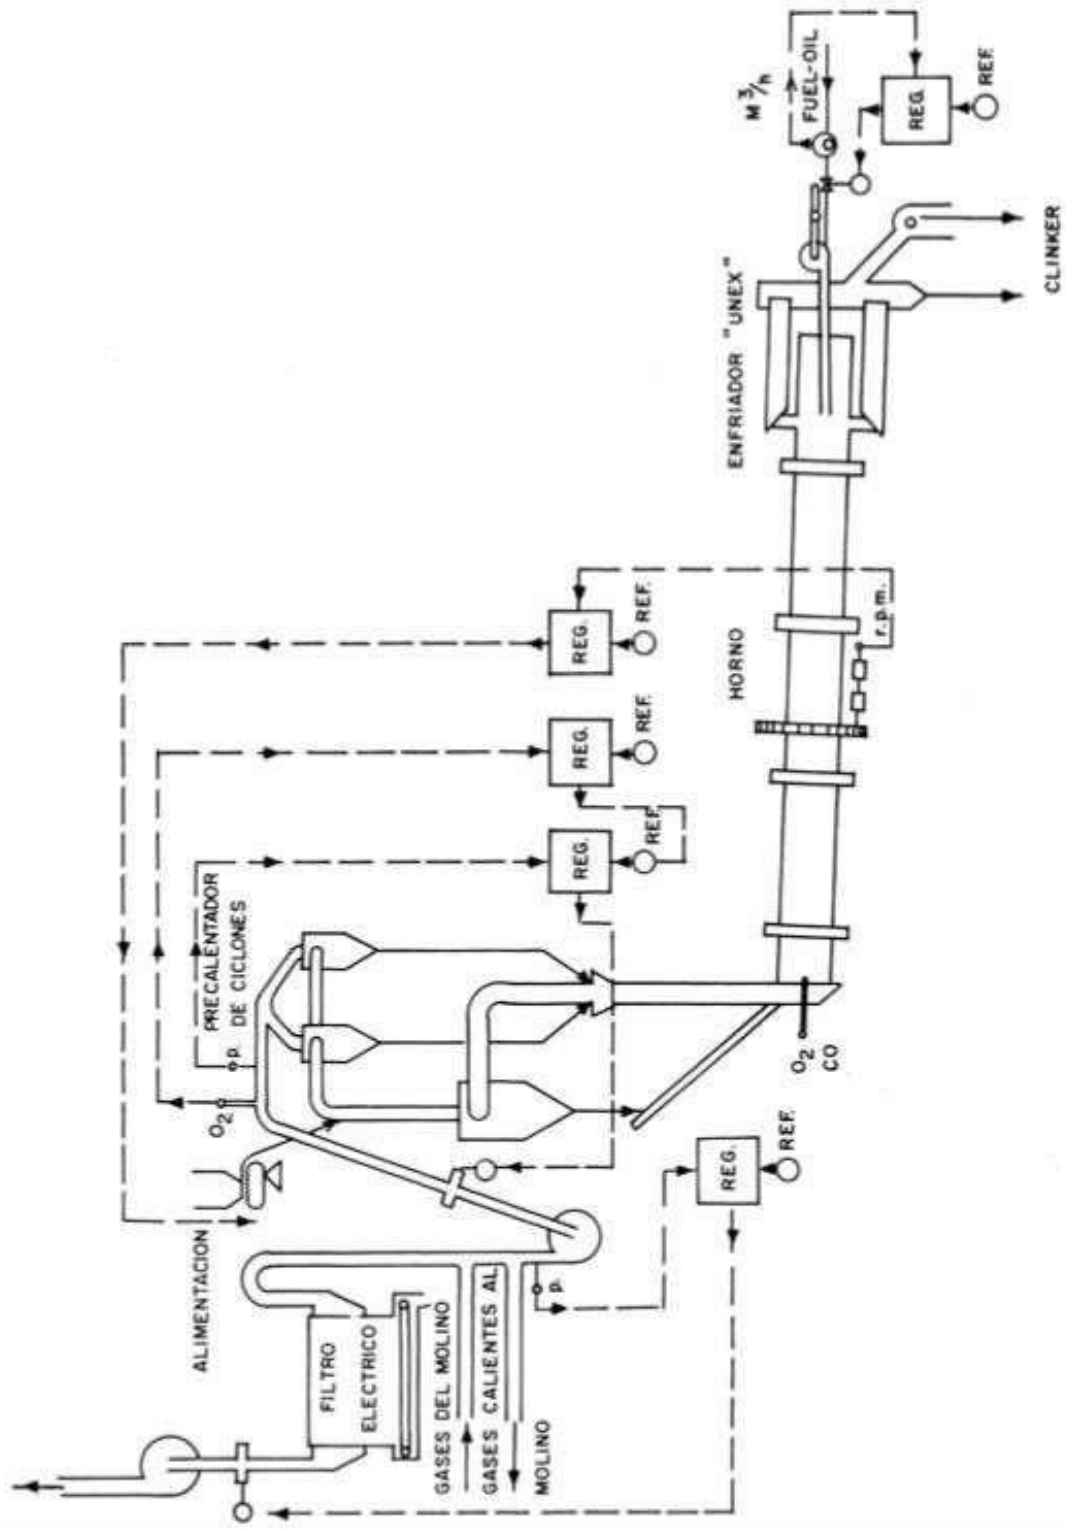 ALIMENTACION
FILTRO
ELECTRICO
GASES DEL MOLINO
GASES CALIENTES AL
MOLINO
P.
REG.
REF.
O2
P.
PRECALENTADOR
DE CICLONES
O2
CO
REG.
REF.
REG.
REF.
REG.
REF.
HORNO
r.p.m.
ENFRIADOR "UNEX"
CLINKER
M3/h
FUEL-OIL
REG.
REF.